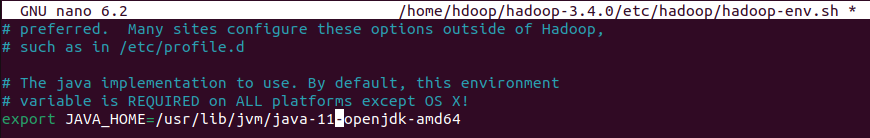 GNU nano 6.2 /home/hdoop/hadoop-3.4.0/etc/hadoop/hadoop-env.sh *
# preferred.  Many sites configure these options outside of Hadoop,
# such as in /etc/profile.d
# The java implementation to use. By default, this environment
# variable is REQUIRED on ALL platforms except OS X!
export JAVA_HOME=/usr/lib/jvm/java-11-openjdk-amd64